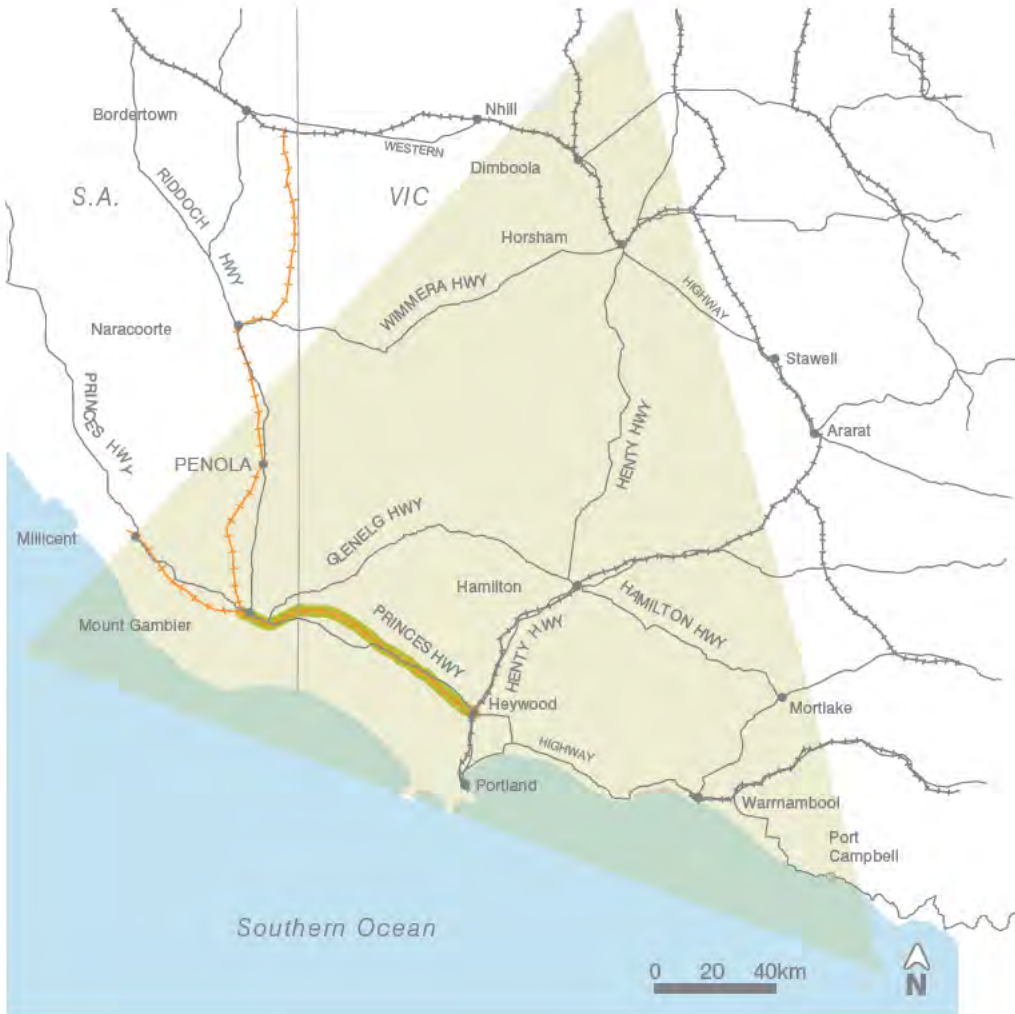 Bordertown
Nhill
WESTERN
Dimboola
S.A.
VIC
RIDDOCH
HWY
Horsham
HIGHWAY
WIMMERA HWY
Naracoorte
Stawell
PRINCES HWY
HENTY HWY
Ararat
PENOLA
GLENELG HWY
Millicent
Hamilton
HAMILTON HWY
Mount Gambier
PRINCES HWY
HENTY HWY
Heywood
Mortlake
HIGHWAY
Portland
Warrnambool
Port
Campbell
Southern Ocean
0 20 40km
N